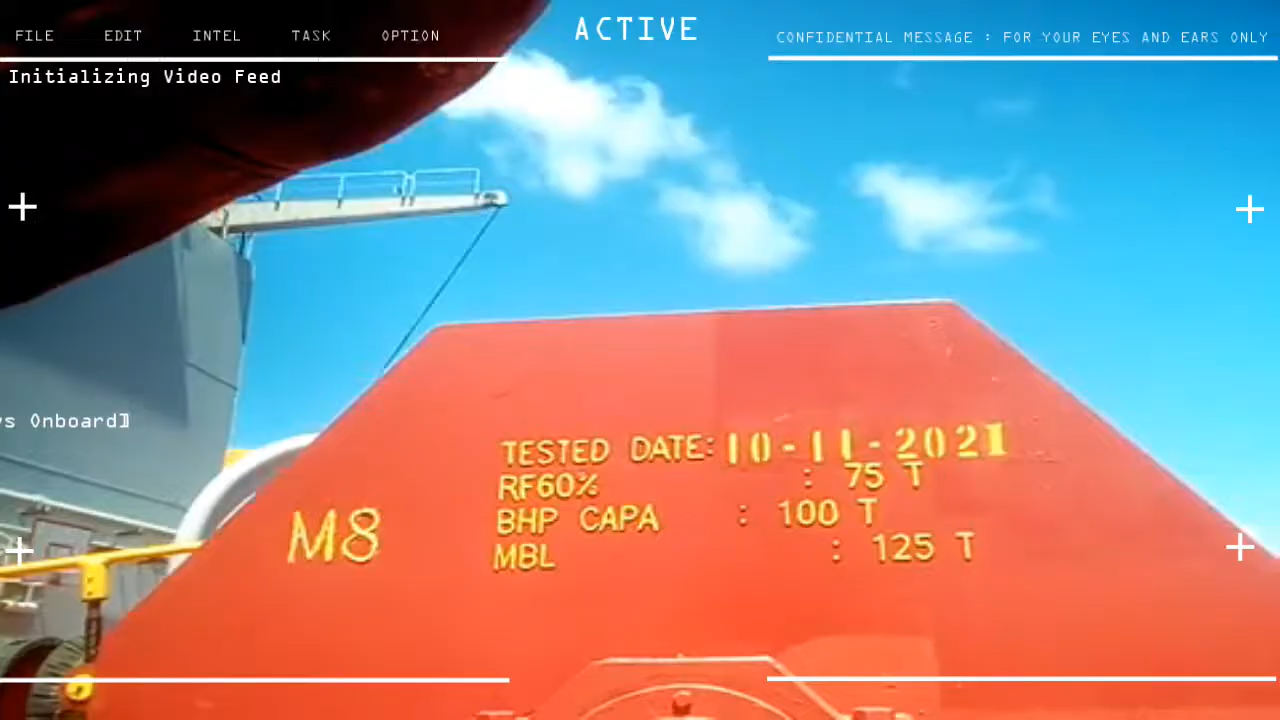 FILE EDIT INTEL TASK OPTION
ACTIVE
CONFIDENTIAL MESSAGE : FOR YOUR EYES AND EARS ONLY
Initializing Video Feed
Onboard]
TESTED DATE: 10-11-2021
RF60% : 75 T
BHP CAPA : 100 T
MBL : 125 T
M8